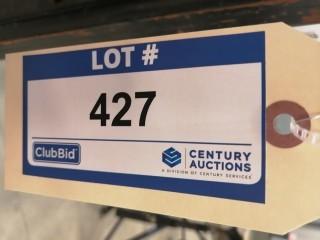 LOT #
427
ClubBid
CENTURY
AUCTIONS
A DIVISION OF CENTURY SERVICES